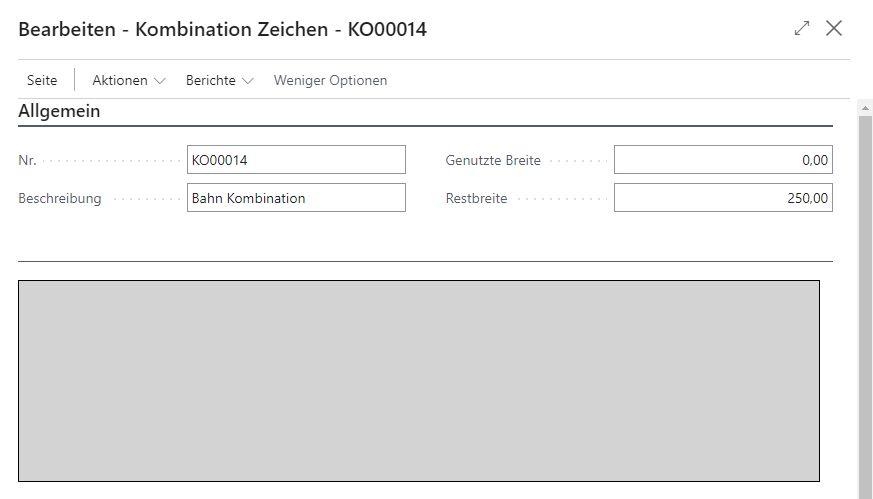 Bearbeiten - Kombination Zeichen - KO00014
Seite Aktionen Berichte Weniger Optionen
Allgemein
Nr. KO00014 Genutzte Breite 0,00
Beschreibung Bahn Kombination Restbreite 250,00